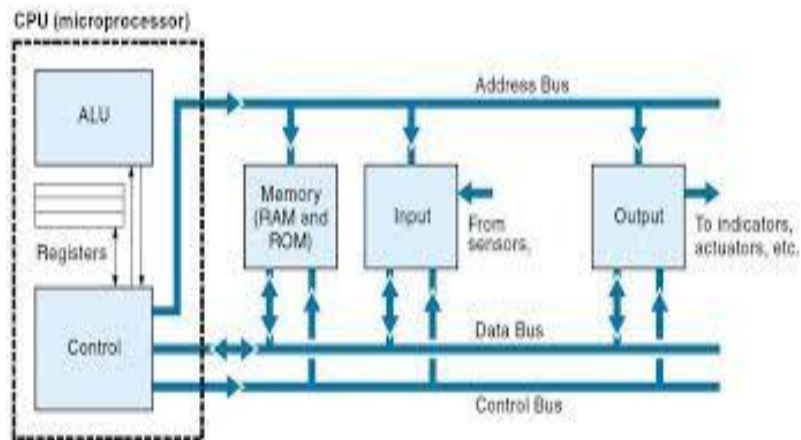 CPU (microprocessor)
Address Bus
ALU
Memory
(RAM and
ROM)
Input
From
sensors,
Output
To indicators,
actuators, etc.
Registers
Control
Data Bus
Control Bus